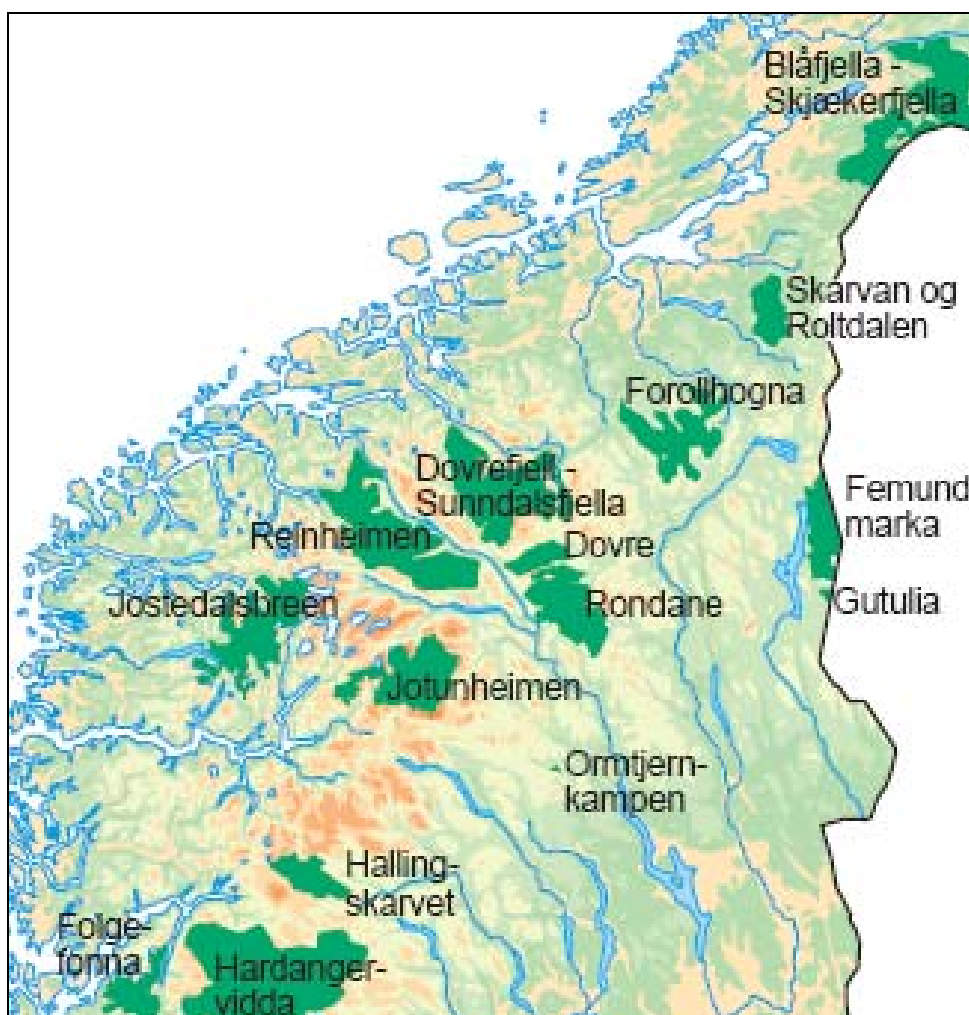 Blåfjella -
Skjækerfjella
Skarvan og
Roltdalen
Forollhogna
Dovrefjell -
Sunndalsfjella
Femund
marka
Reinheimen
Dovre
Jostedalsbreen
Rondane
Gutulia
Jotunheimen
Ormtjern-
kampen
Halling-
skarvet
Folge-
fonna
Hardanger-
vidda